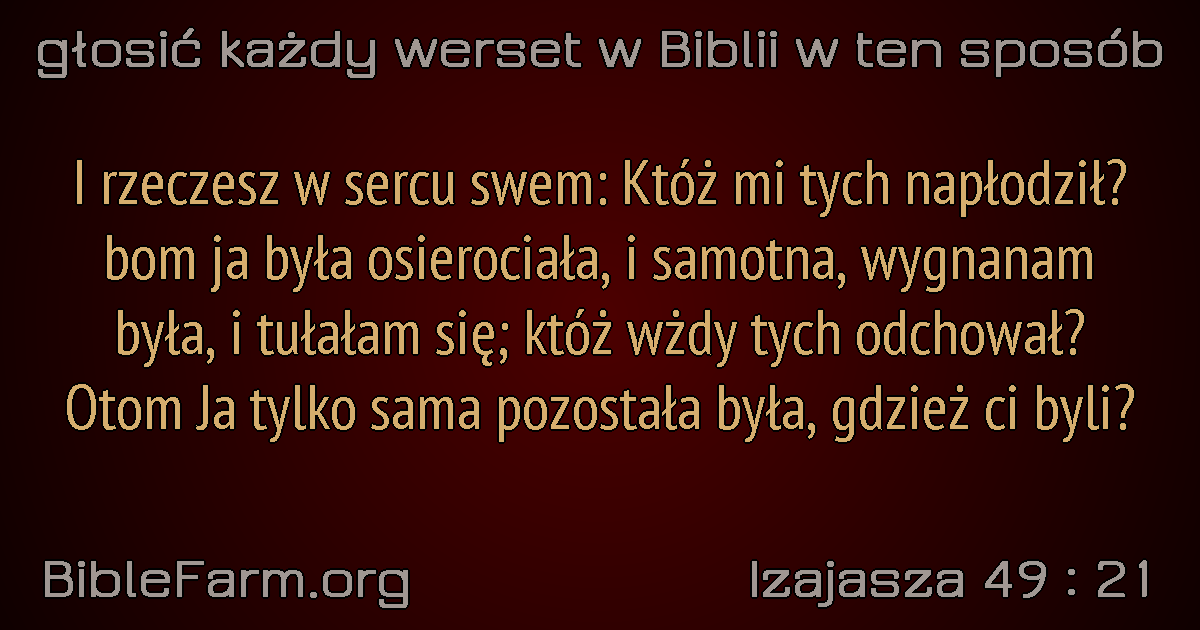 głosić każdy werset w Biblii w ten sposób
I rzeczesz w sercu swem: Któż mi tych napłodził?
bom ja była osierociała, i samotna, wygnanam
była, i tułałam się; któż wżdy tych odchował?
Otom Ja tylko sama pozostała była, gdzież ci byli?
BibleFarm.org
Izajasza 49 : 21